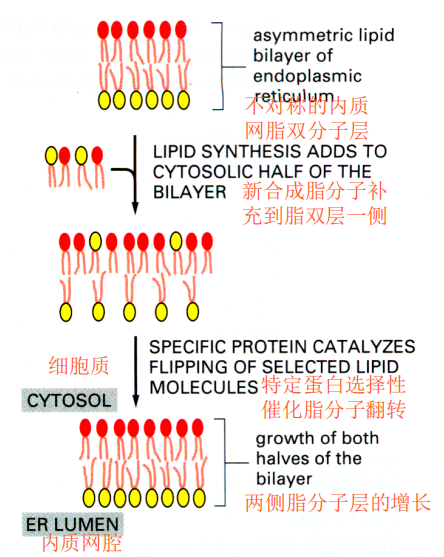 asymmetric lipid
bilayer of
endoplasmic
reticulum
不对称的内质
网脂双分子层
LIPID SYNTHESIS ADDS TO
CYTOSOLIC HALF OF THE
BILAYER
新合成脂分子补
充到脂双层一侧
SPECIFIC PROTEIN CATALYZES
FLIPPING OF SELECTED LIPID
MOLECULES
特定蛋白选择性
催化脂分子翻转
细胞质
CYTOSOL
growth of both
halves of the
bilayer
两侧脂分子层的增长
ER LUMEN
内质网腔